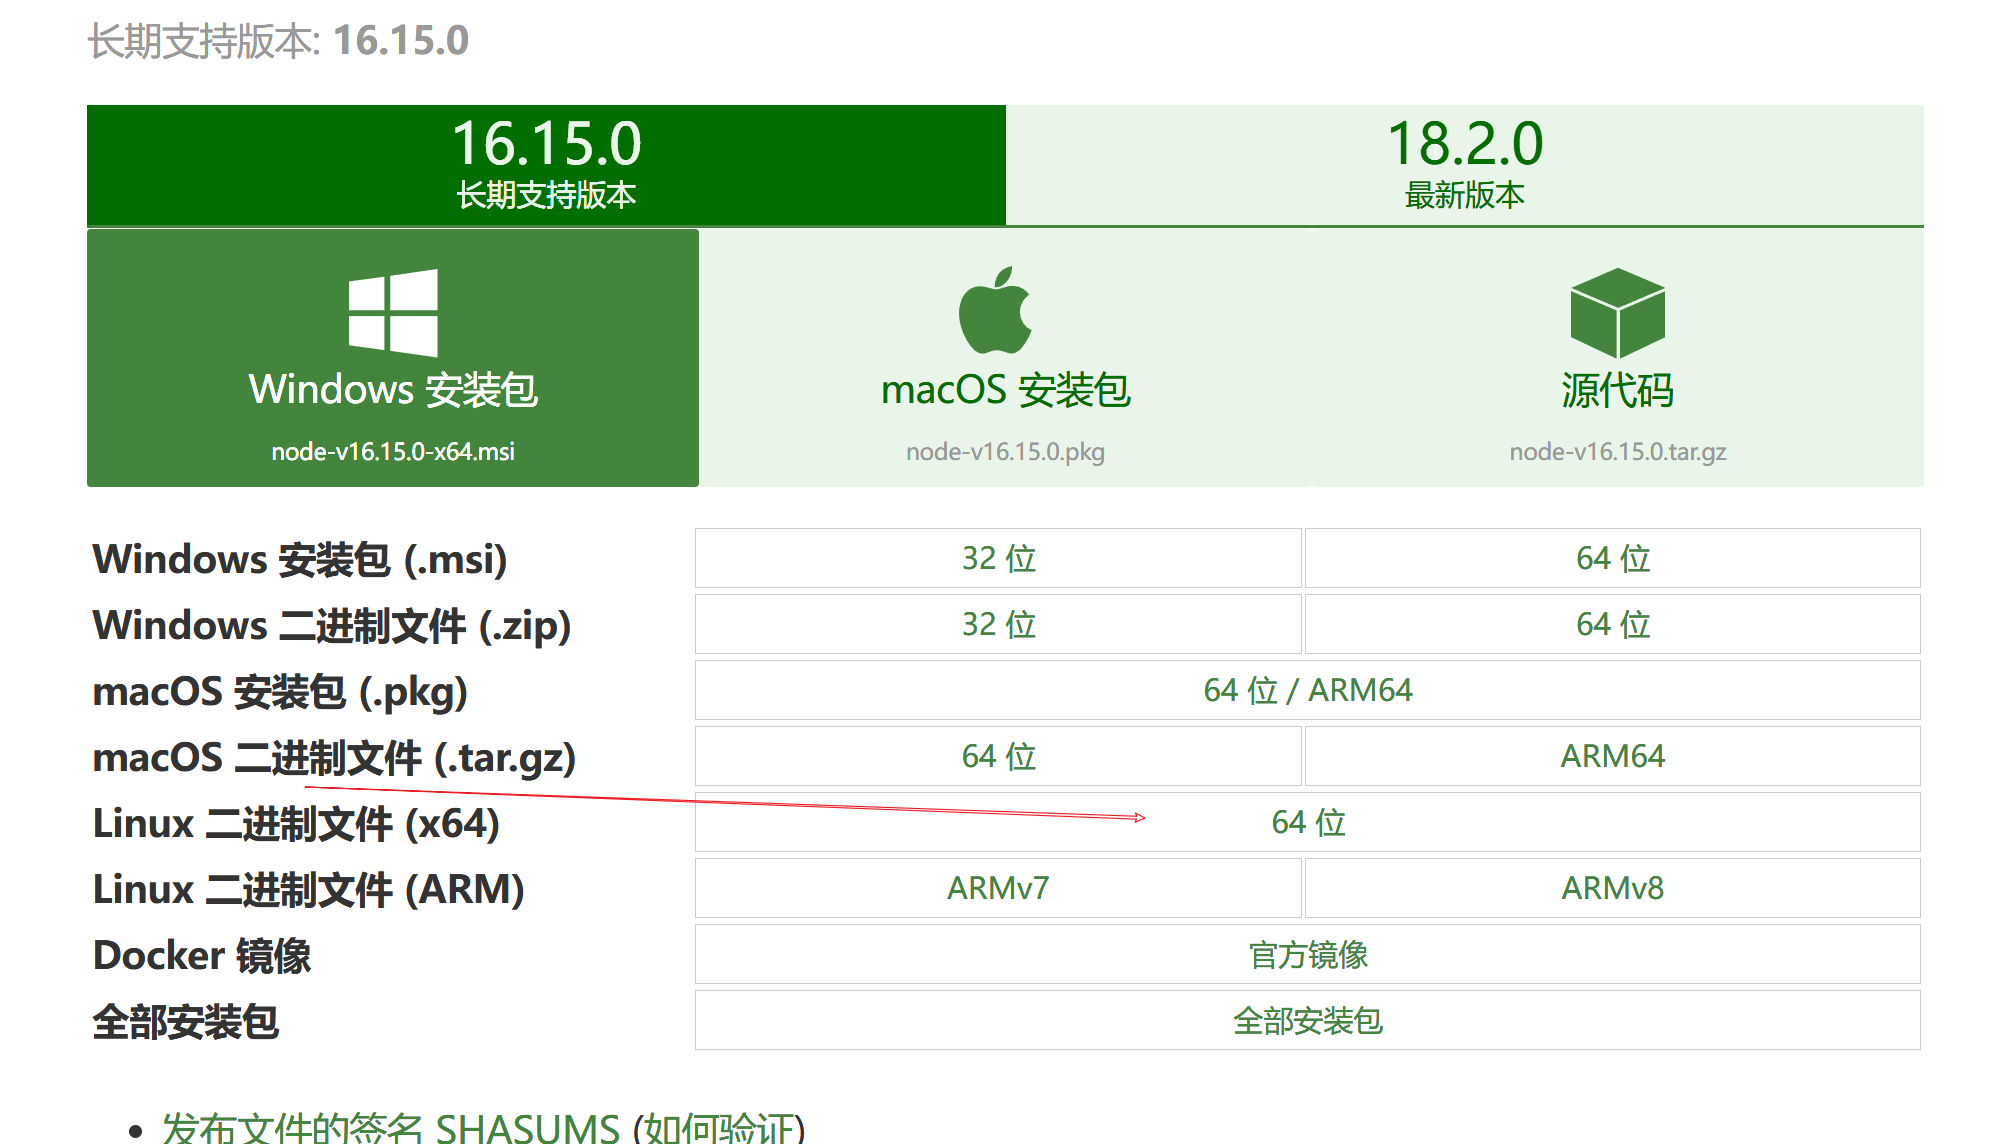 长期支持版本: 16.15.0
16.15.0
长期支持版本
18.2.0
最新版本
Windows 安装包
node-v16.15.0-x64.msi
macOS 安装包
node-v16.15.0.pkg
源代码
node-v16.15.0.tar.gz
Windows 安装包 (.msi) 32 位 64 位
Windows 二进制文件 (.zip) 32 位 64 位
macOS 安装包 (.pkg) 64 位 / ARM64
macOS 二进制文件 (.tar.gz) 64 位 ARM64
Linux 二进制文件 (x64) 64 位
Linux 二进制文件 (ARM) ARMv7 ARMv8
Docker 镜像 官方镜像
全部安装包 全部安装包
• 发布文件的签名 SHASUMS (如何验证)